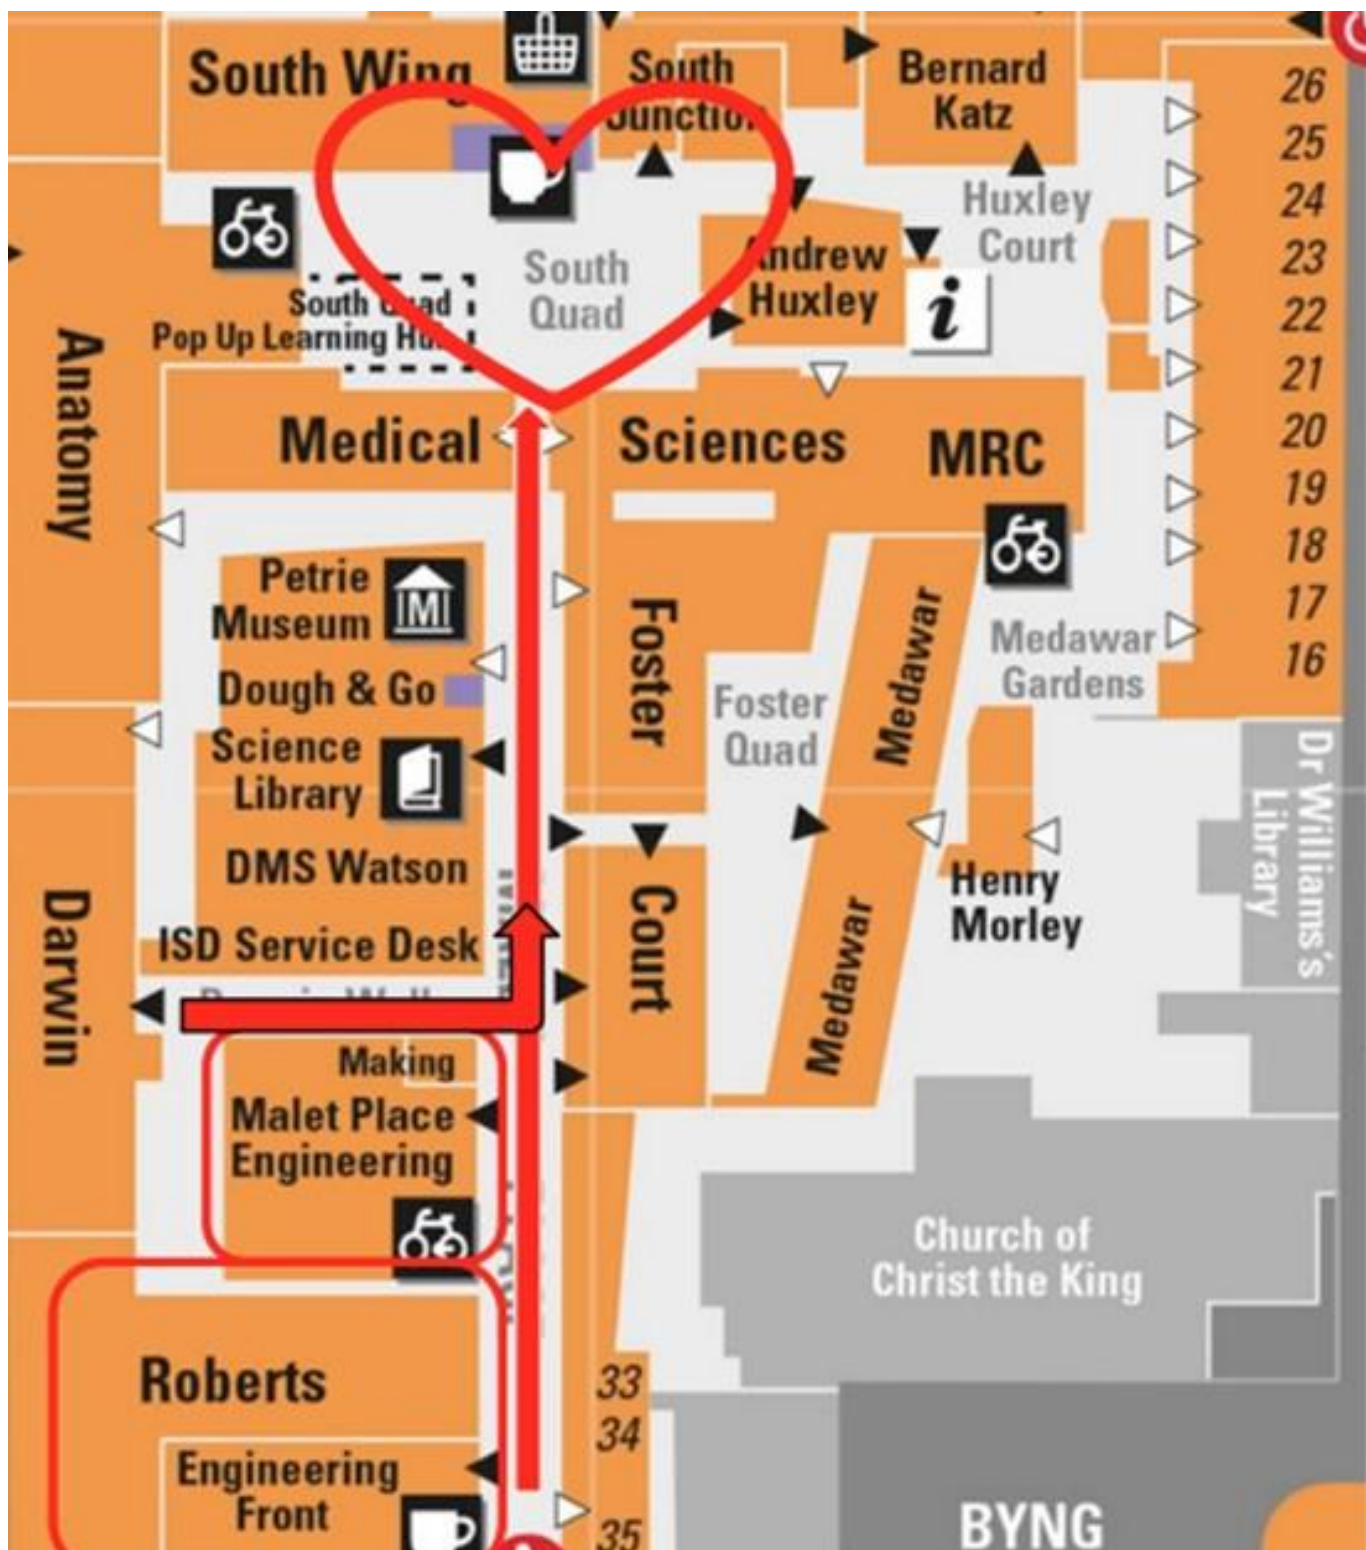 South Wing
South
Junction
Bernard
Katz
26
25
24
23
22
21
20
19
18
17
16
Huxley
Court
South
Quad
Andrew
Huxley
i
South Quad
Pop Up Learning Hub
Anatomy
Medical
Sciences
MRC
Petrie
Museum
M
Dough & Go
Science
Library
DMS Watson
ISD Service Desk
Foster
Court
Foster
Quad
Medawar
Medawar
Medawar
Gardens
Henry
Morley
Dr Williams's
Library
Darwin
Making
Malet Place
Engineering
Church of
Christ the King
Roberts
Engineering
Front
33
34
35
BYNG